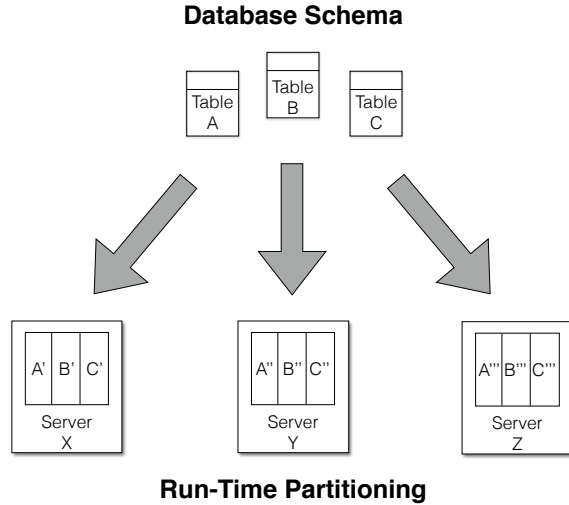 Database Schema
Table
A
Table
B
Table
C
A' B' C'
Server
X
A'' B'' C''
Server
Y
A''' B''' C'''
Server
Z
Run-Time Partitioning